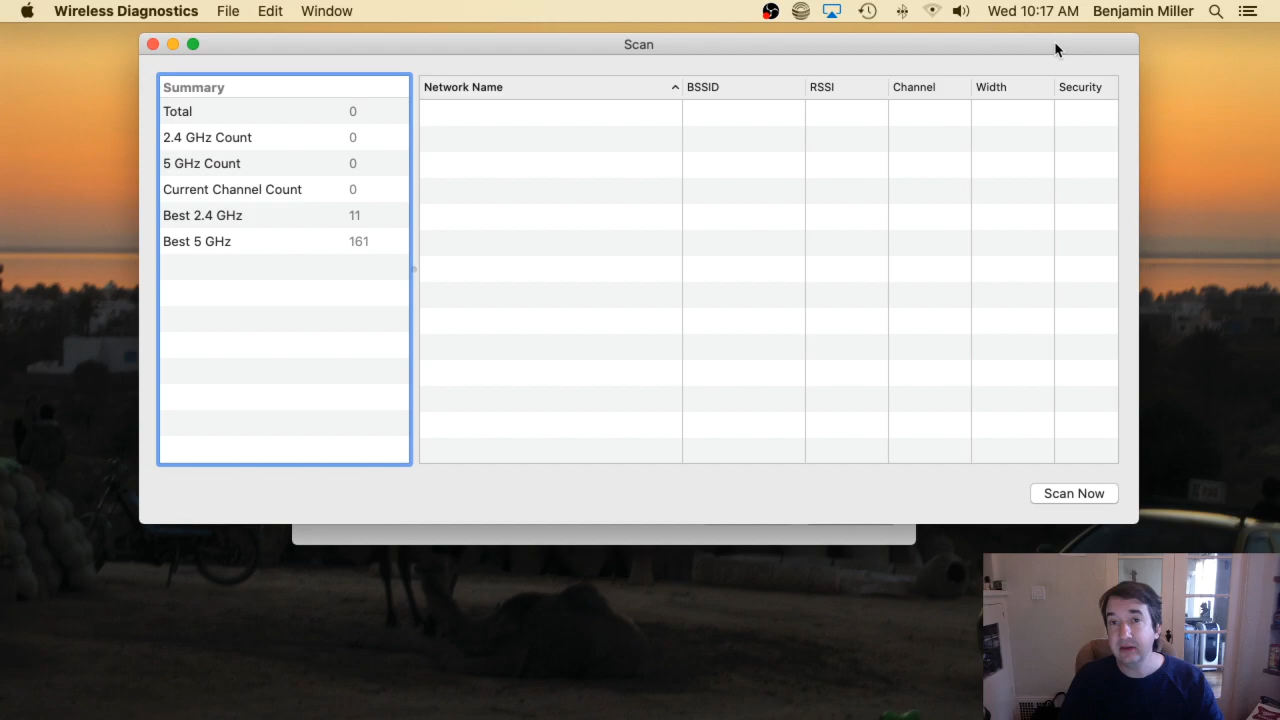 Wireless Diagnostics File Edit Window Wed 10:17 AM Benjamin Miller
Scan
Summary
Total 0
2.4 GHz Count 0
5 GHz Count 0
Current Channel Count 0
Best 2.4 GHz 11
Best 5 GHz 161
Network Name BSSID RSSI Channel Width Security
Scan Now